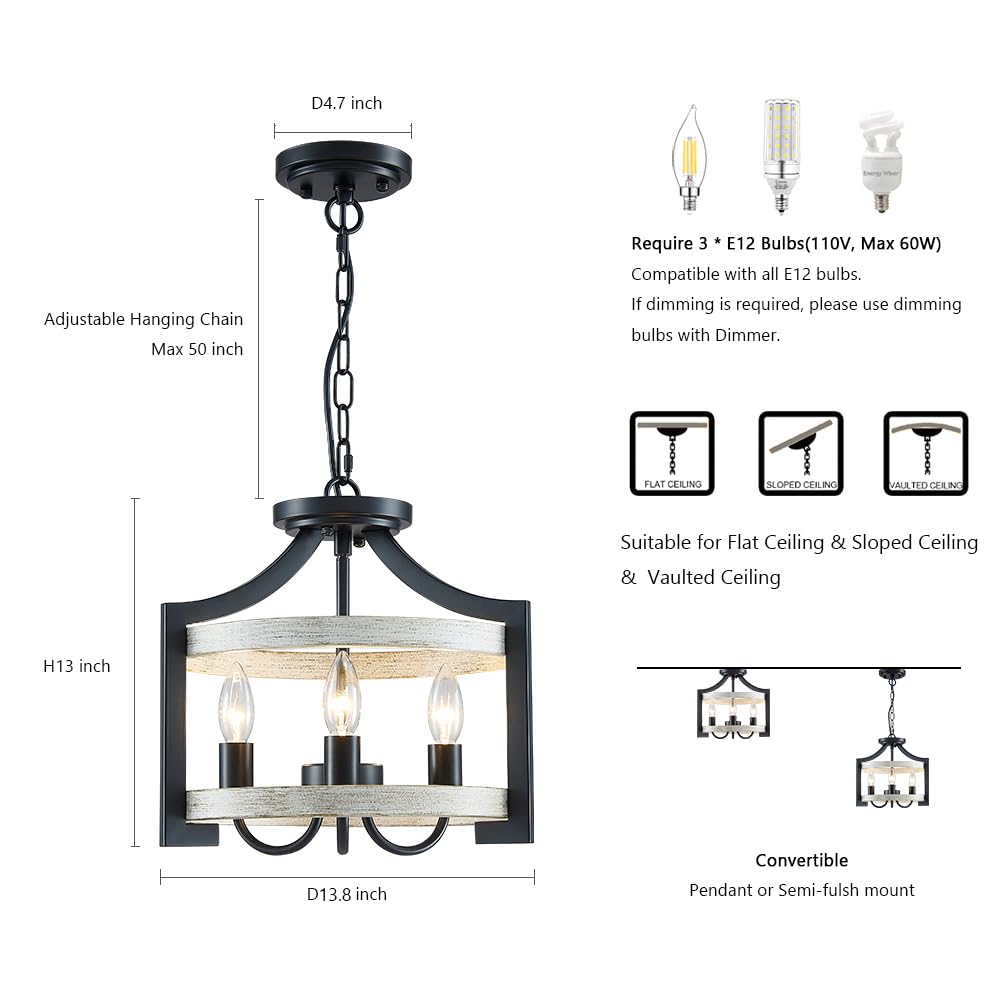 D4.7 inch
Adjustable Hanging Chain
Max 50 inch
H13 inch
D13.8 inch
Energy Wiser
Require 3 * E12 Bulbs(110V, Max 60W)
Compatible with all E12 bulbs.
If dimming is required, please use dimming
bulbs with Dimmer.
FLAT CEILING
SLOPED CEILING
VAULTED CEILING
Suitable for Flat Ceiling & Sloped Ceiling
& Vaulted Ceiling
Convertible
Pendant or Semi-fulsh mount